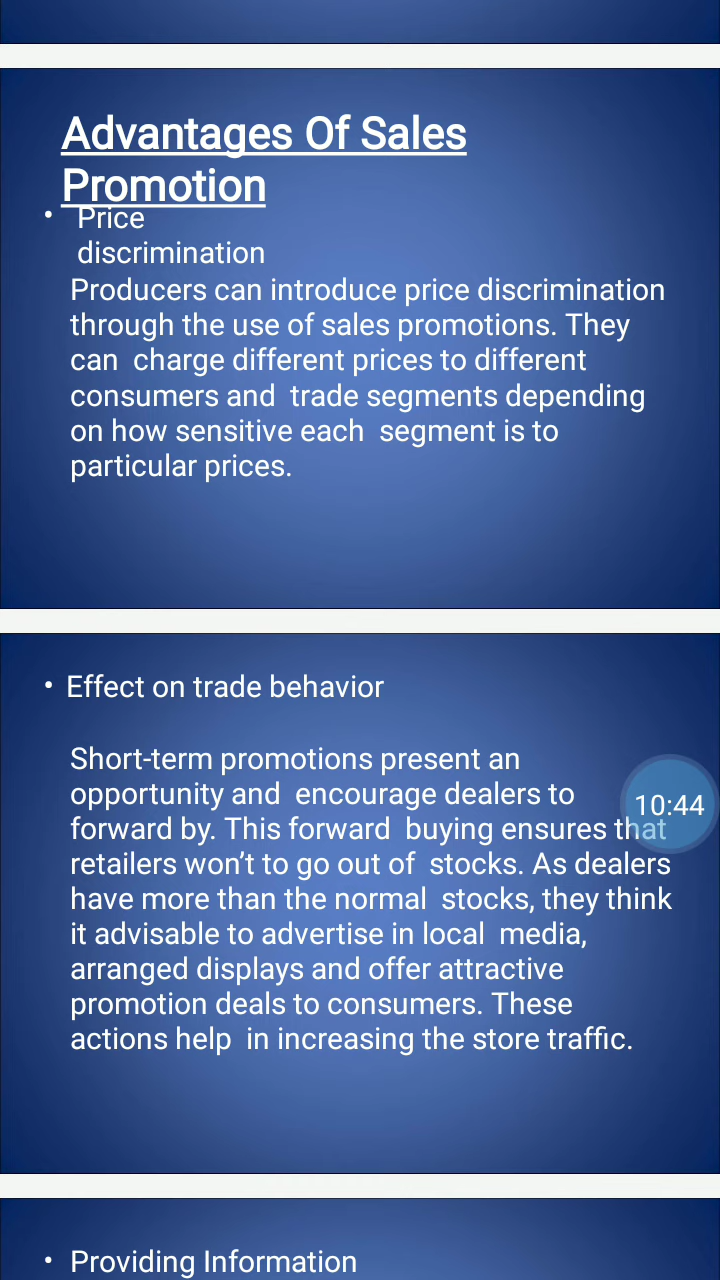 Advantages Of Sales
Promotion
• Price
discrimination
Producers can introduce price discrimination
through the use of sales promotions. They
can charge different prices to different
consumers and trade segments depending
on how sensitive each segment is to
particular prices.
• Effect on trade behavior
Short-term promotions present an
opportunity and encourage dealers to
forward by. This forward buying ensures that
retailers won’t to go out of stocks. As dealers
have more than the normal stocks, they think
it advisable to advertise in local media,
arranged displays and offer attractive
promotion deals to consumers. These
actions help in increasing the store traffic.
10:44
• Providing Information